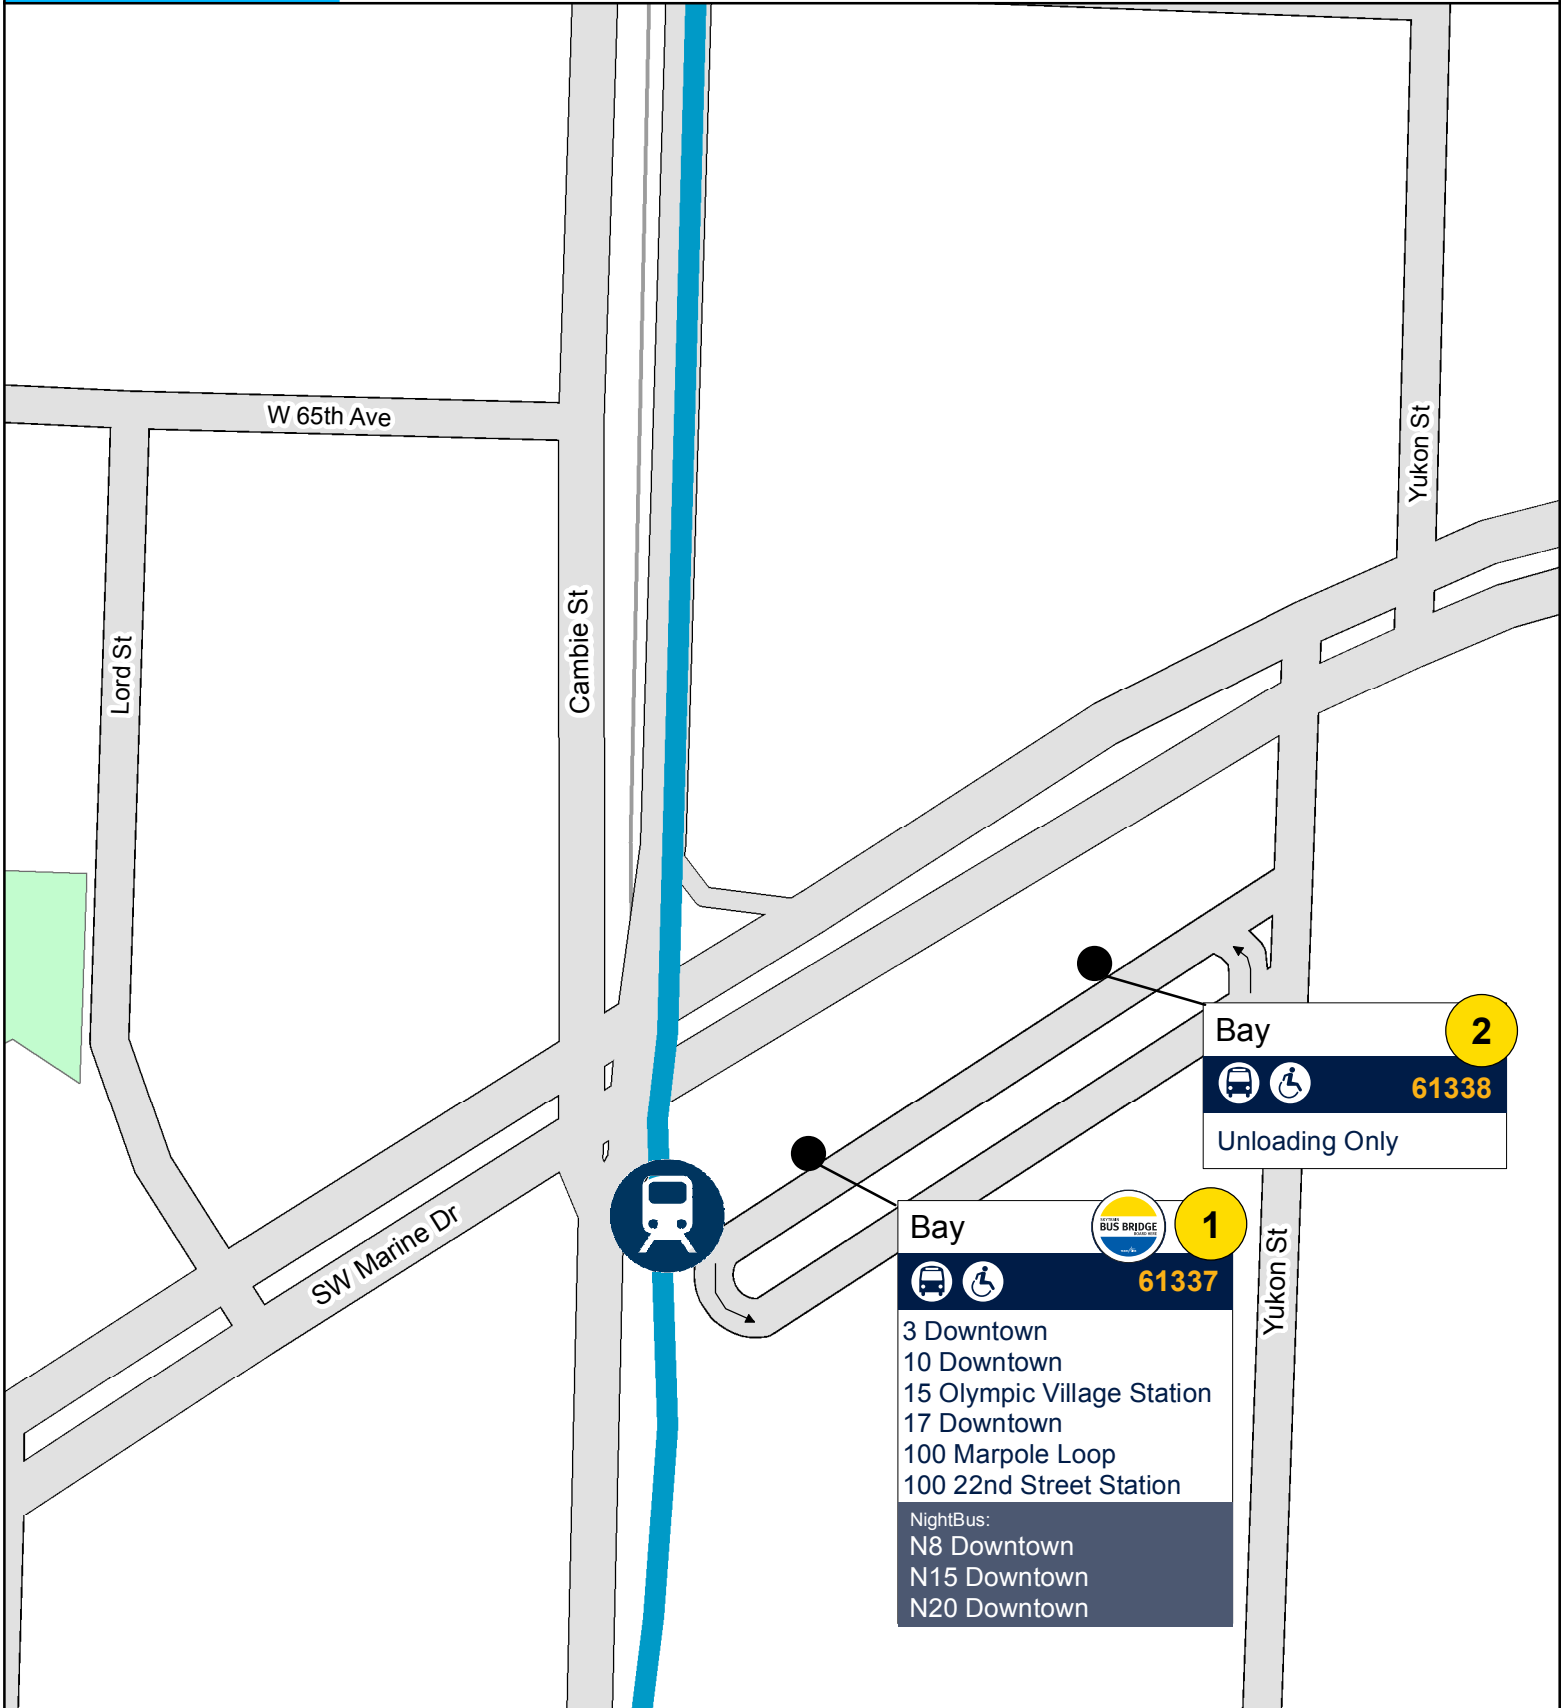 W 65th Ave
Yukon St
Lord St
Cambie St
SW Marine Dr
Bay
2
61338
Unloading Only
Bay
BUS BRIDGE
1
61337
3 Downtown
10 Downtown
15 Olympic Village Station
17 Downtown
100 Marpole Loop
100 22nd Street Station
NightBus:
N8 Downtown
N15 Downtown
N20 Downtown
Yukon St